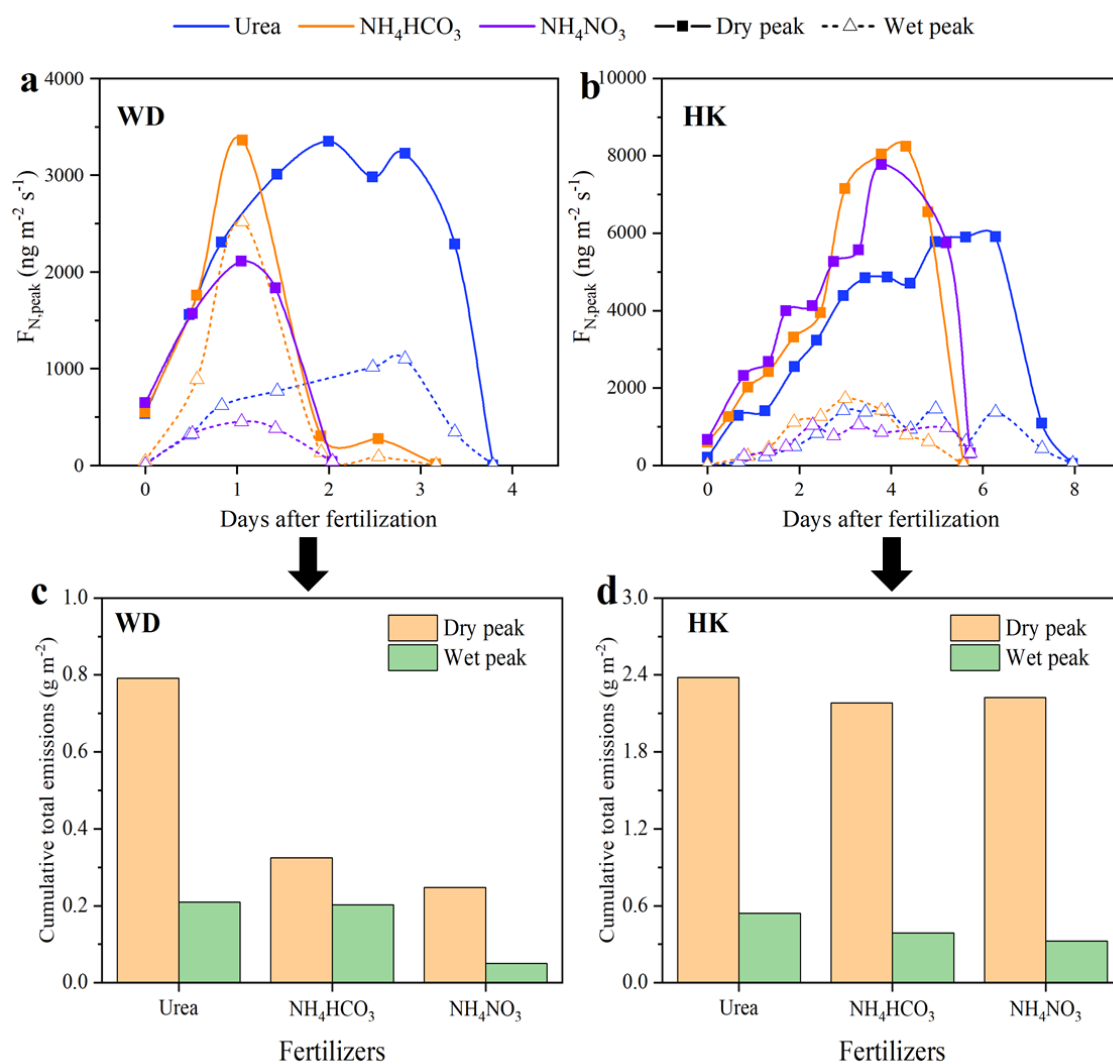 Urea NH₄HCO₃ NH₄NO₃ Dry peak Wet peak
a
WD
4000
3000
2000
1000
0
F_N,peak (ng m⁻² s⁻¹)
0 1 2 3 4
Days after fertilization
b
HK
10000
8000
6000
4000
2000
0
F_N,peak (ng m⁻² s⁻¹)
0 2 4 6 8
Days after fertilization
c
WD
Dry peak
Wet peak
1.0
0.8
0.6
0.4
0.2
0.0
Cumulative total emissions (g m⁻²)
Urea NH₄HCO₃ NH₄NO₃
Fertilizers
d
HK
Dry peak
Wet peak
3.0
2.4
1.8
1.2
0.6
0.0
Cumulative total emissions (g m⁻²)
Urea NH₄HCO₃ NH₄NO₃
Fertilizers